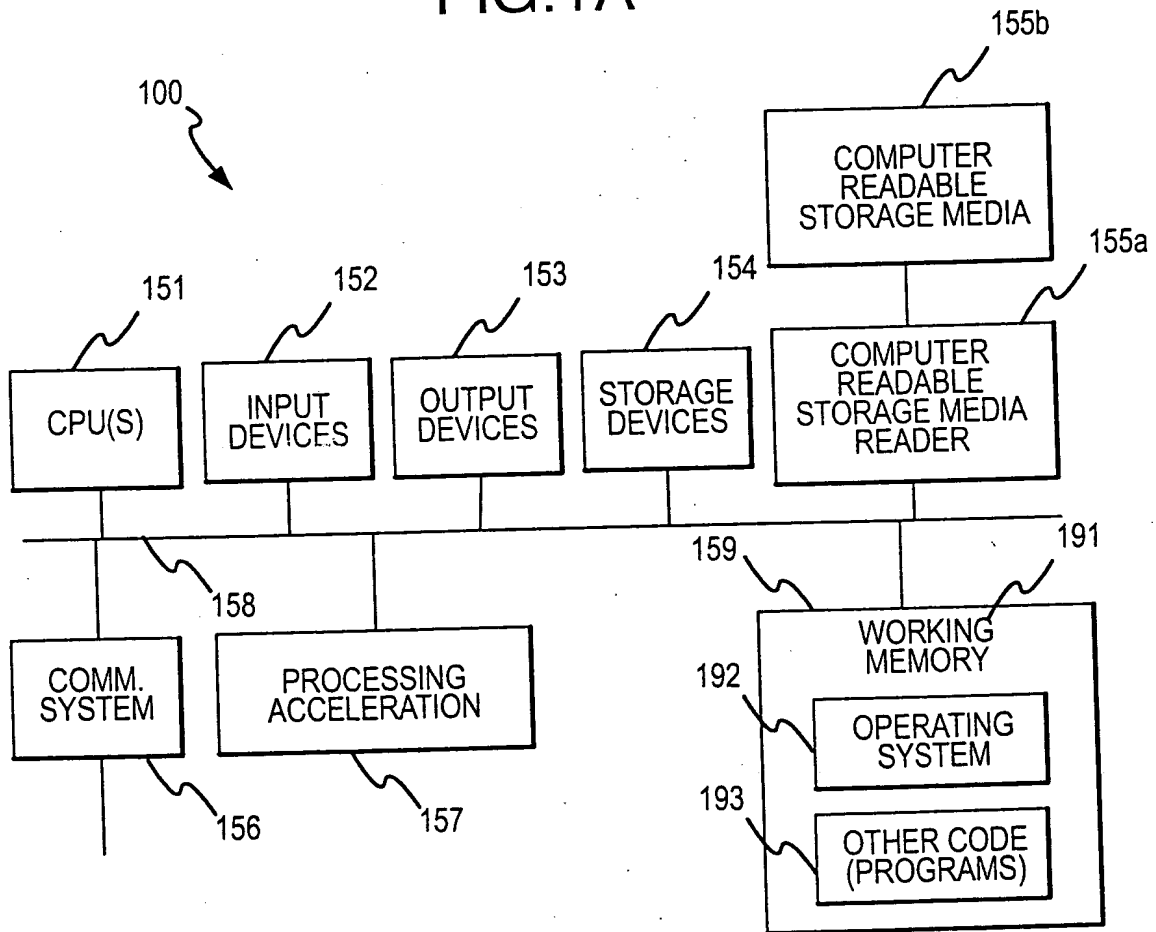 FIG. 1A
155b
100
COMPUTER
READABLE
STORAGE MEDIA
155a
151
152
153
154
CPU(S)
INPUT
DEVICES
OUTPUT
DEVICES
STORAGE
DEVICES
COMPUTER
READABLE
STORAGE MEDIA
READER
158
159
191
COMM.
SYSTEM
PROCESSING
ACCELERATION
WORKING
MEMORY
192
OPERATING
SYSTEM
156
157
193
OTHER CODE
(PROGRAMS)